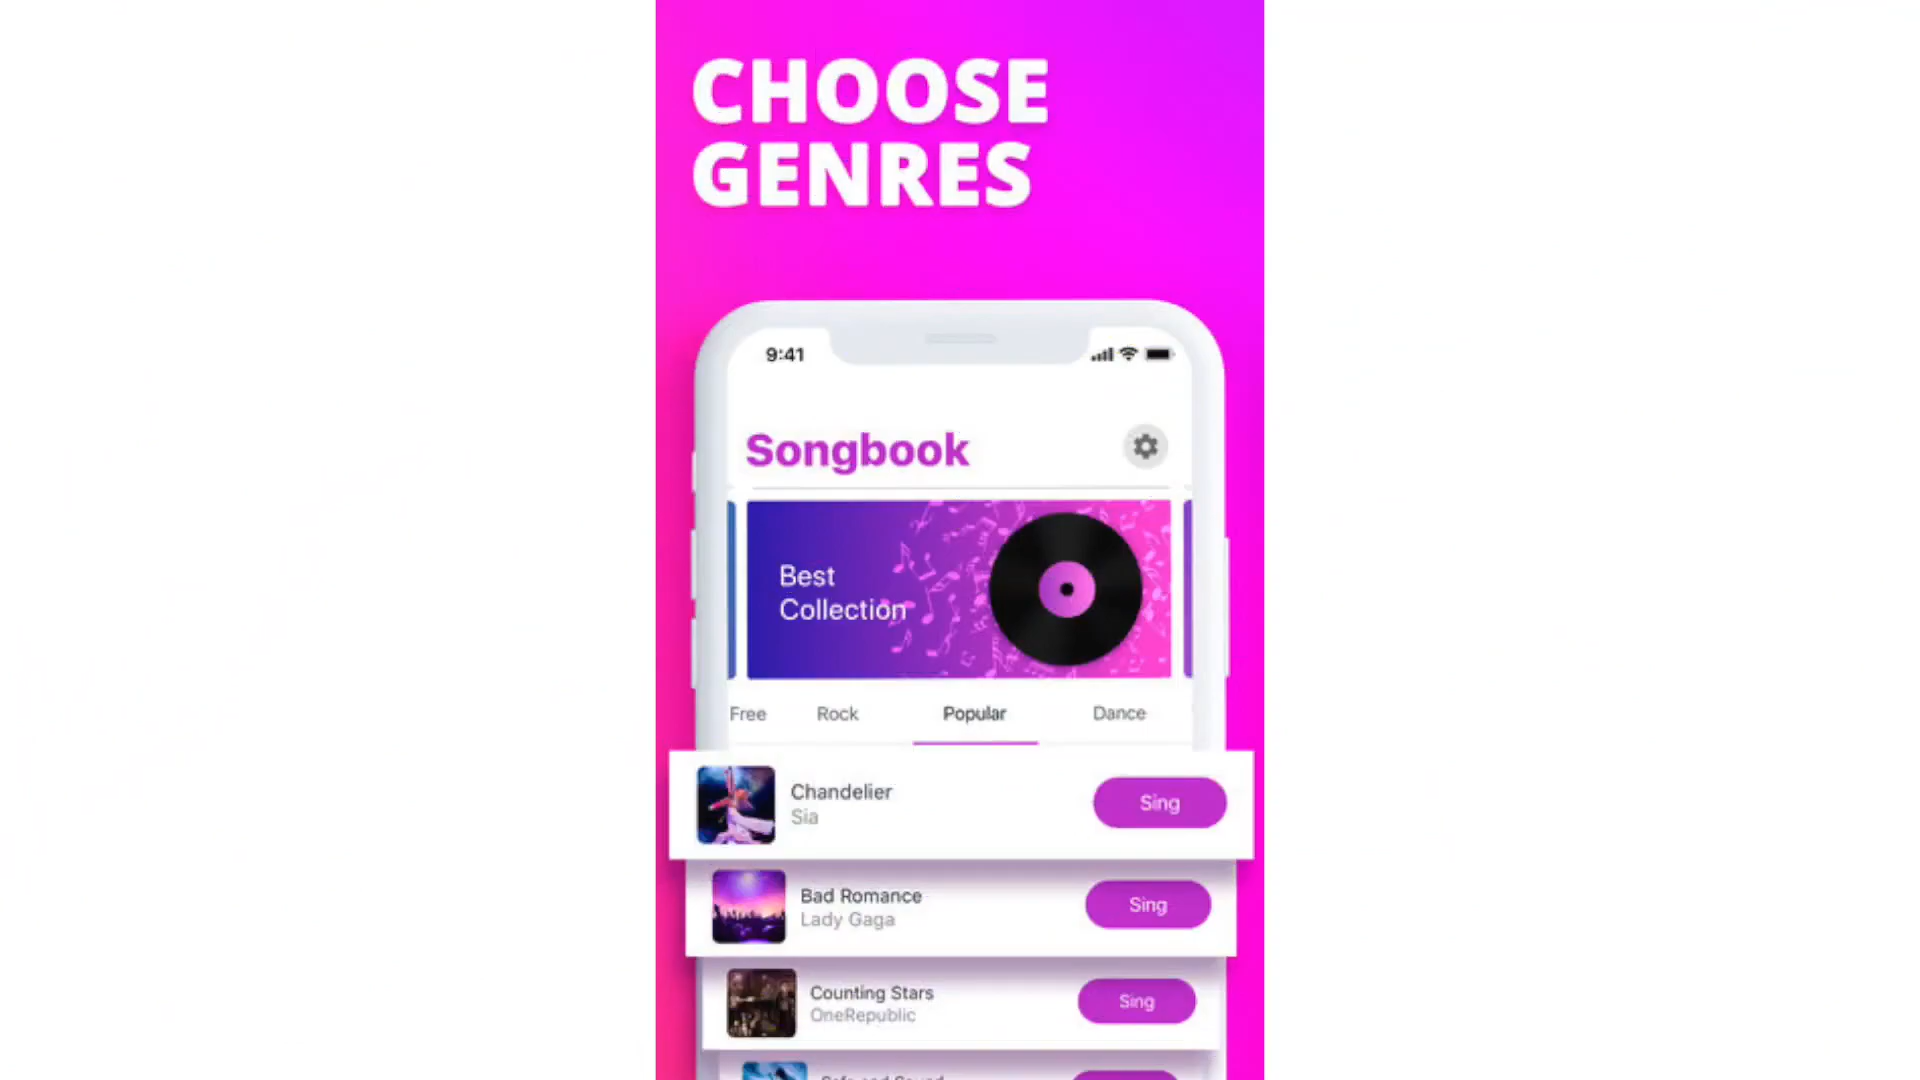 CHOOSE
GENRES
9:41
Songbook
Best
Collection
Free Rock Popular Dance
Chandelier
Sia
Sing
Bad Romance
Lady Gaga
Sing
Counting Stars
OneRepublic
Sing